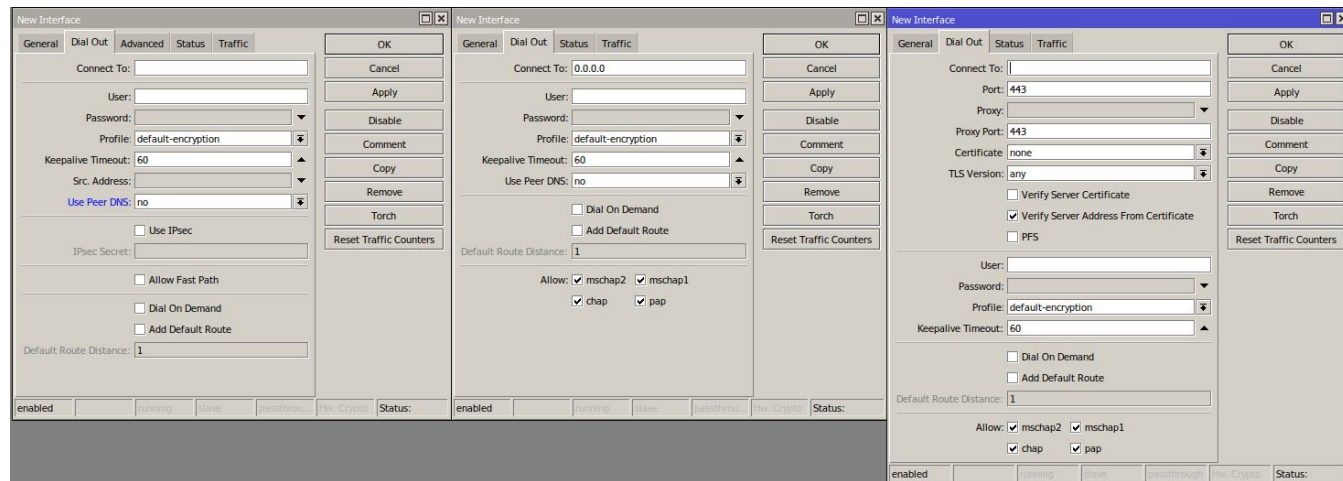 New Interface
General Dial Out Advanced Status Traffic
Connect To:
User:
Password:
Profile: default-encryption
Keepalive Timeout: 60
Src. Address:
Use Peer DNS: no
Use IPsec
IPsec Secret:
Allow Fast Path
Dial On Demand
Add Default Route
Default Route Distance: 1
OK
Cancel
Apply
Disable
Comment
Copy
Remove
Torch
Reset Traffic Counters
enabled running slave passthrou... Hw. Crypto Status:
New Interface
General Dial Out Status Traffic
Connect To: 0.0.0.0
User:
Password:
Profile: default-encryption
Keepalive Timeout: 60
Use Peer DNS: no
Dial On Demand
Add Default Route
Default Route Distance: 1
Allow: mschap2 mschap1
chap pap
OK
Cancel
Apply
Disable
Comment
Copy
Remove
Torch
Reset Traffic Counters
enabled running slave passthrou... Hw. Crypto Status:
New Interface
General Dial Out Status Traffic
Connect To:
Port: 443
Proxy:
Proxy Port: 443
Certificate none
TLS Version: any
Verify Server Certificate
Verify Server Address From Certificate
PFS
User:
Password:
Profile: default-encryption
Keepalive Timeout: 60
Dial On Demand
Add Default Route
Default Route Distance: 1
Allow: mschap2 mschap1
chap pap
OK
Cancel
Apply
Disable
Comment
Copy
Remove
Torch
Reset Traffic Counters
enabled running slave passthrough Hw. Crypto Status: